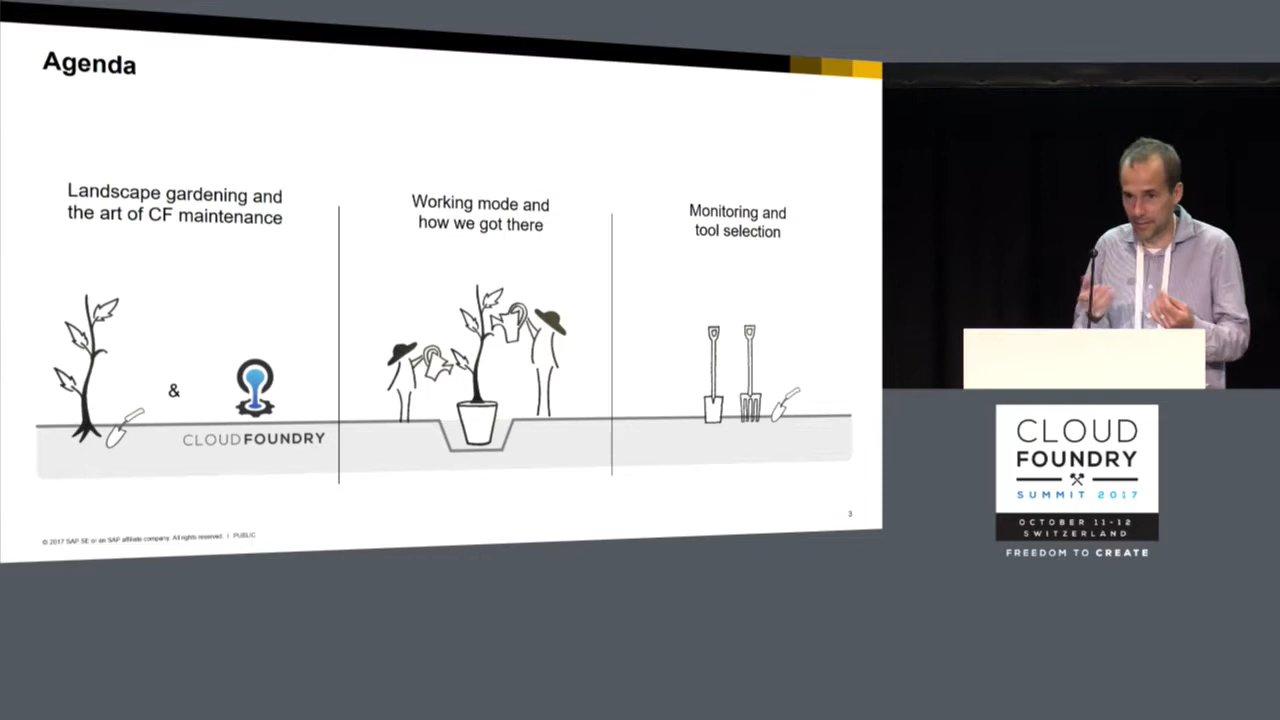 Agenda
Landscape gardening and
the art of CF maintenance
&
CLOUD FOUNDRY
Working mode and
how we got there
Monitoring and
tool selection
3
© 2017 SAP SE or an SAP affiliate company. All rights reserved. | PUBLIC
CLOUD
FOUNDRY
SUMMIT 2017
OCTOBER 11-12
SWITZERLAND
FREEDOM TO CREATE